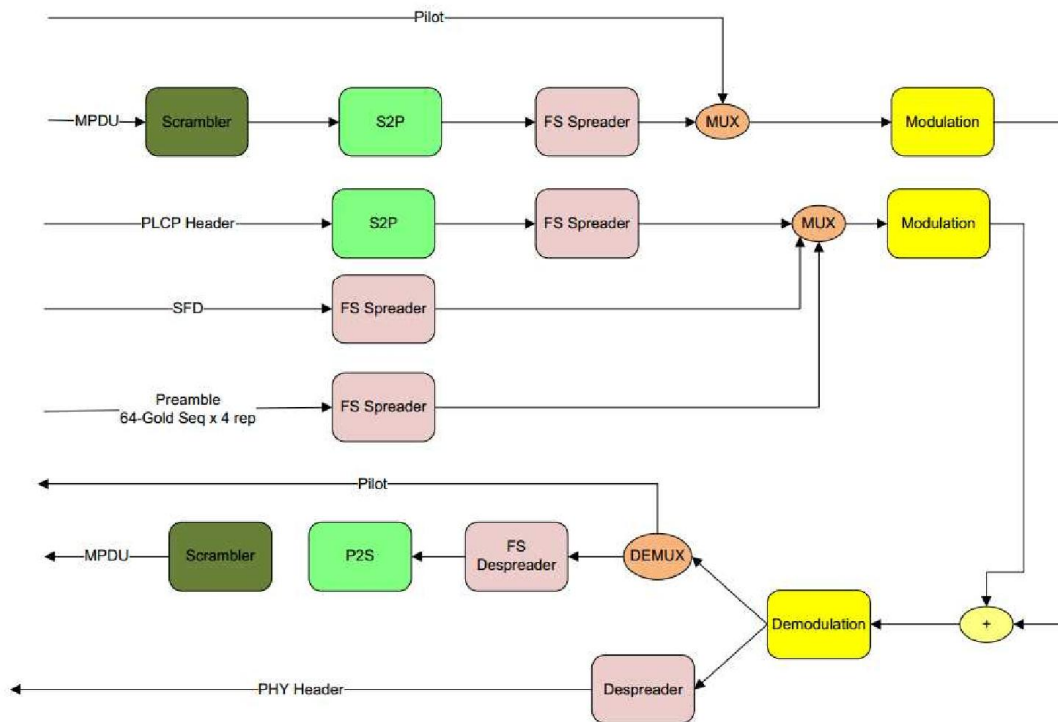 Pilot
MPDU
Scrambler
S2P
FS Spreader
MUX
Modulation
PLCP Header
S2P
FS Spreader
MUX
Modulation
SFD
FS Spreader
Preamble
64-Gold Seq x 4 rep
FS Spreader
Pilot
MPDU
Scrambler
P2S
FS
Despreader
DEMUX
Demodulation
+
PHY Header
Despreader